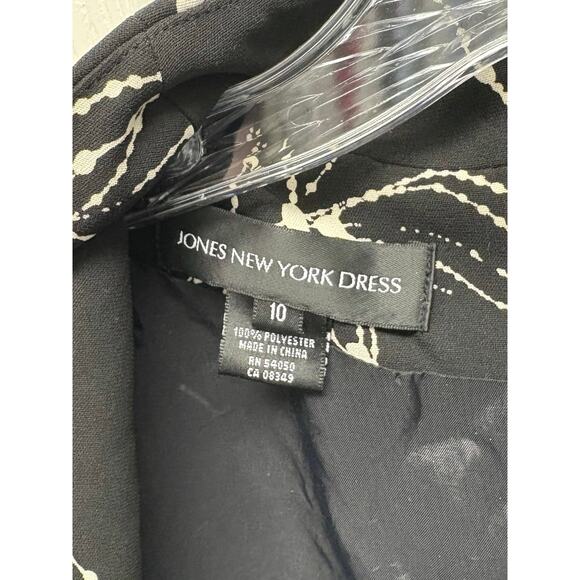 JONES NEW YORK DRESS
10
100% POLYESTER
MADE IN CHINA
RN 54050
CA 08349